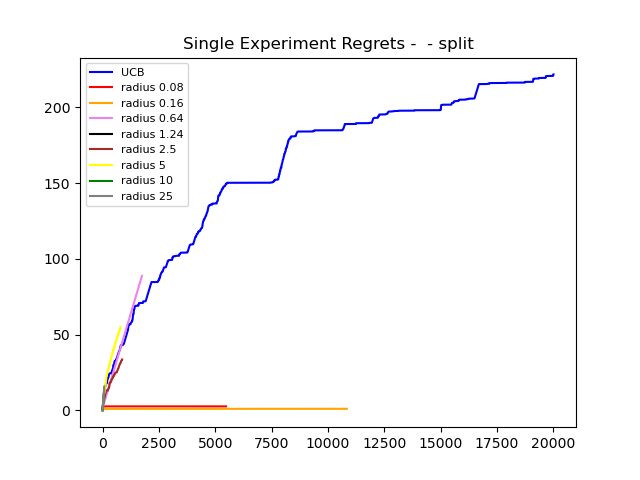 Single Experiment Regrets -  - split
UCB
radius 0.08
radius 0.16
radius 0.64
radius 1.24
radius 2.5
radius 5
radius 10
radius 25
200
150
100
50
0
0 2500 5000 7500 10000 12500 15000 17500 20000